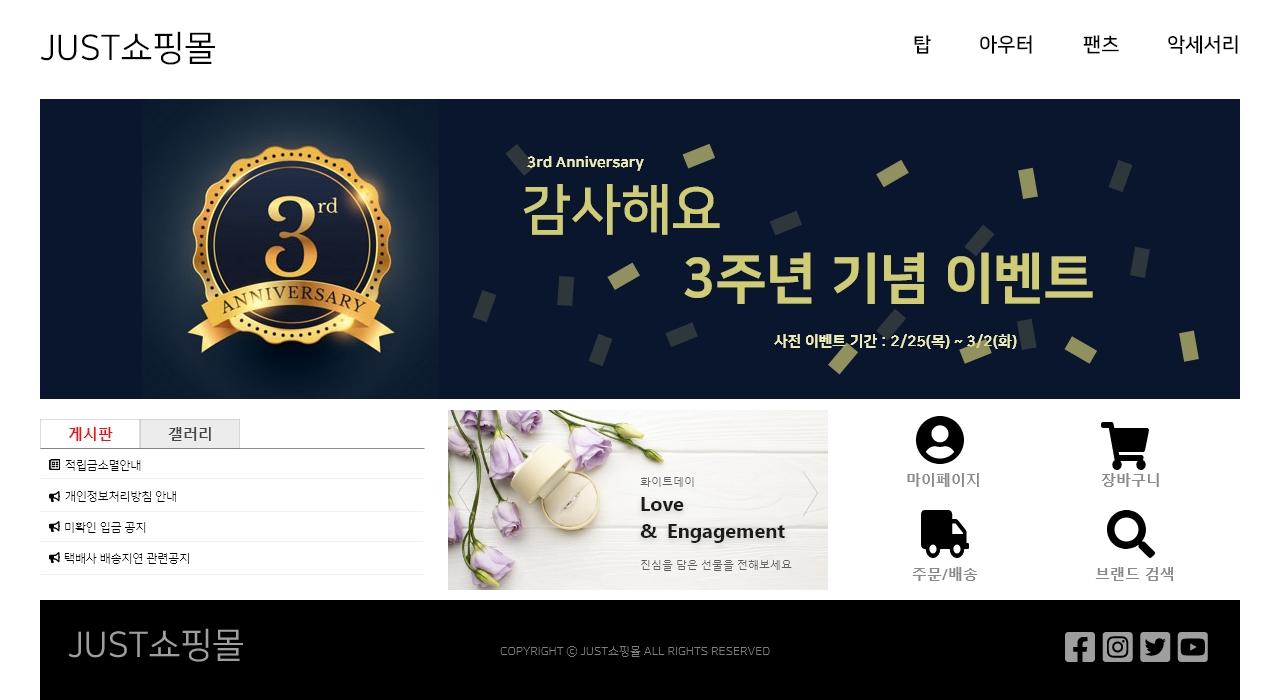 JUST쇼핑몰
탑 아우터 팬츠 악세서리
3rd
ANNIVERSARY
3rd Anniversary
감사해요
3주년 기념 이벤트
사전 이벤트 기간 : 2/25(목) ~ 3/2(화)
게시판 갤러리
적립금소멸안내
개인정보처리방침 안내
미확인 입금 공지
택배사 배송지연 관련공지
화이트데이
Love
& Engagement
진심을 담은 선물을 전해보세요
마이페이지 장바구니
주문/배송 브랜드 검색
JUST쇼핑몰
COPYRIGHT ⓒ JUST쇼핑몰 ALL RIGHTS RESERVED